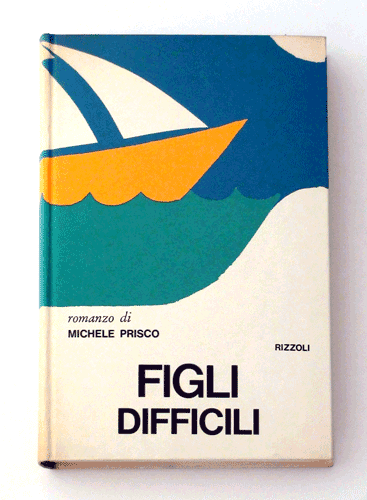 romanzo di
MICHELE PRISCO
RIZZOLI
FIGLI
DIFFICILI